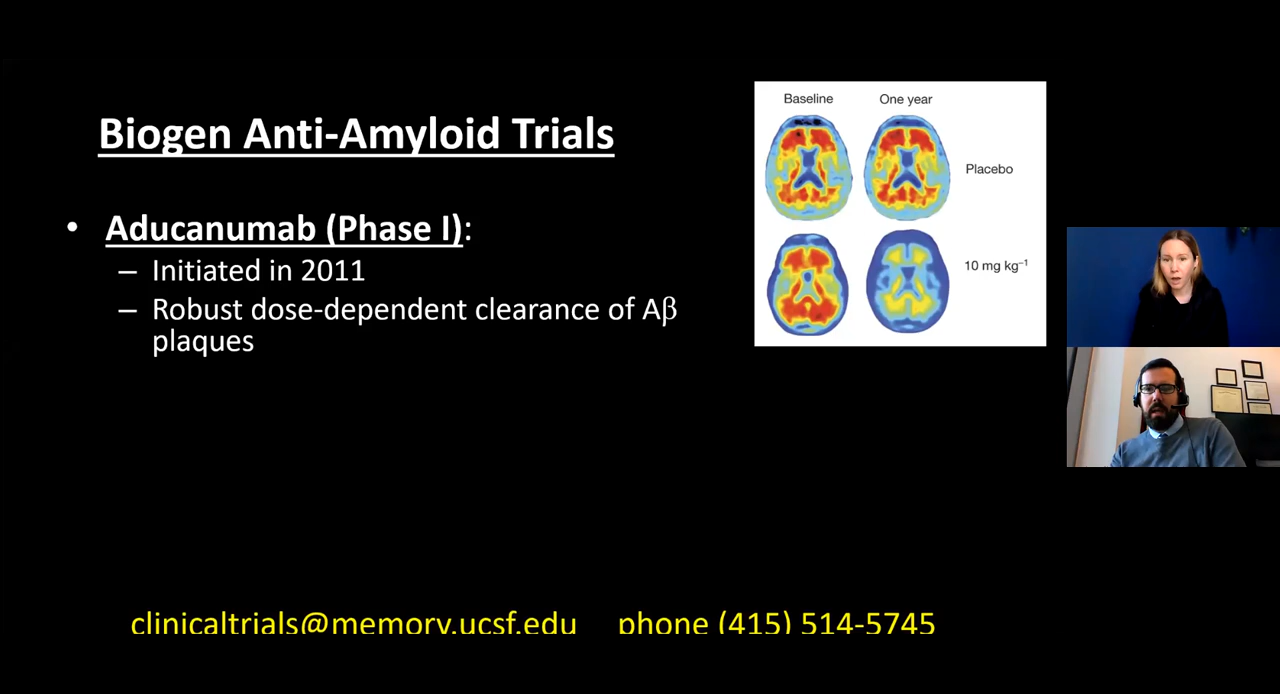 Biogen Anti-Amyloid Trials
• Aducanumab (Phase I):
– Initiated in 2011
– Robust dose-dependent clearance of Aβ
plaques
Baseline One year
Placebo
10 mg kg⁻¹
clinicaltrials@memory.ucsf.edu phone (415) 514-5745